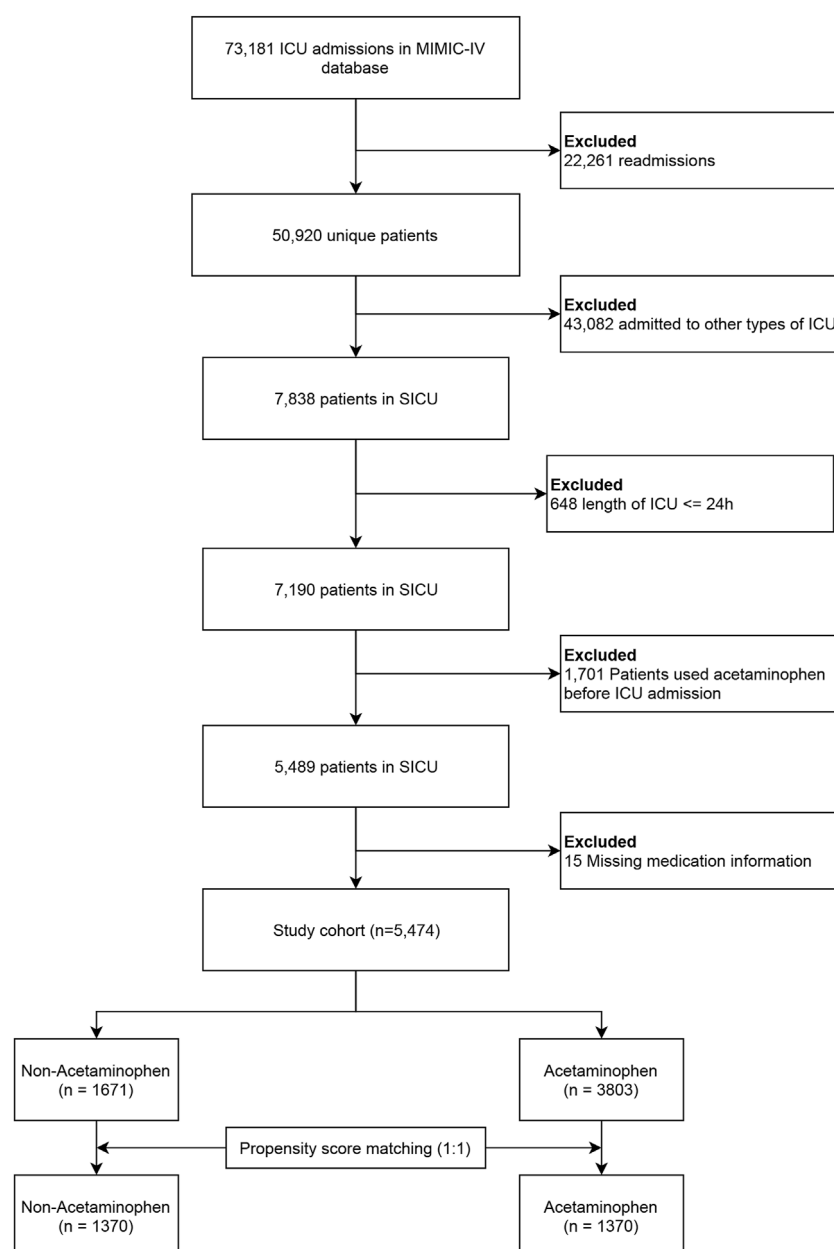 73,181 ICU admissions in MIMIC-IV
database
Excluded
22,261 readmissions
50,920 unique patients
Excluded
43,082 admitted to other types of ICU
7,838 patients in SICU
Excluded
648 length of ICU <= 24h
7,190 patients in SICU
Excluded
1,701 Patients used acetaminophen
before ICU admission
5,489 patients in SICU
Excluded
15 Missing medication information
Study cohort (n=5,474)
Non-Acetaminophen
(n = 1671)
Acetaminophen
(n = 3803)
Propensity score matching (1:1)
Non-Acetaminophen
(n = 1370)
Acetaminophen
(n = 1370)